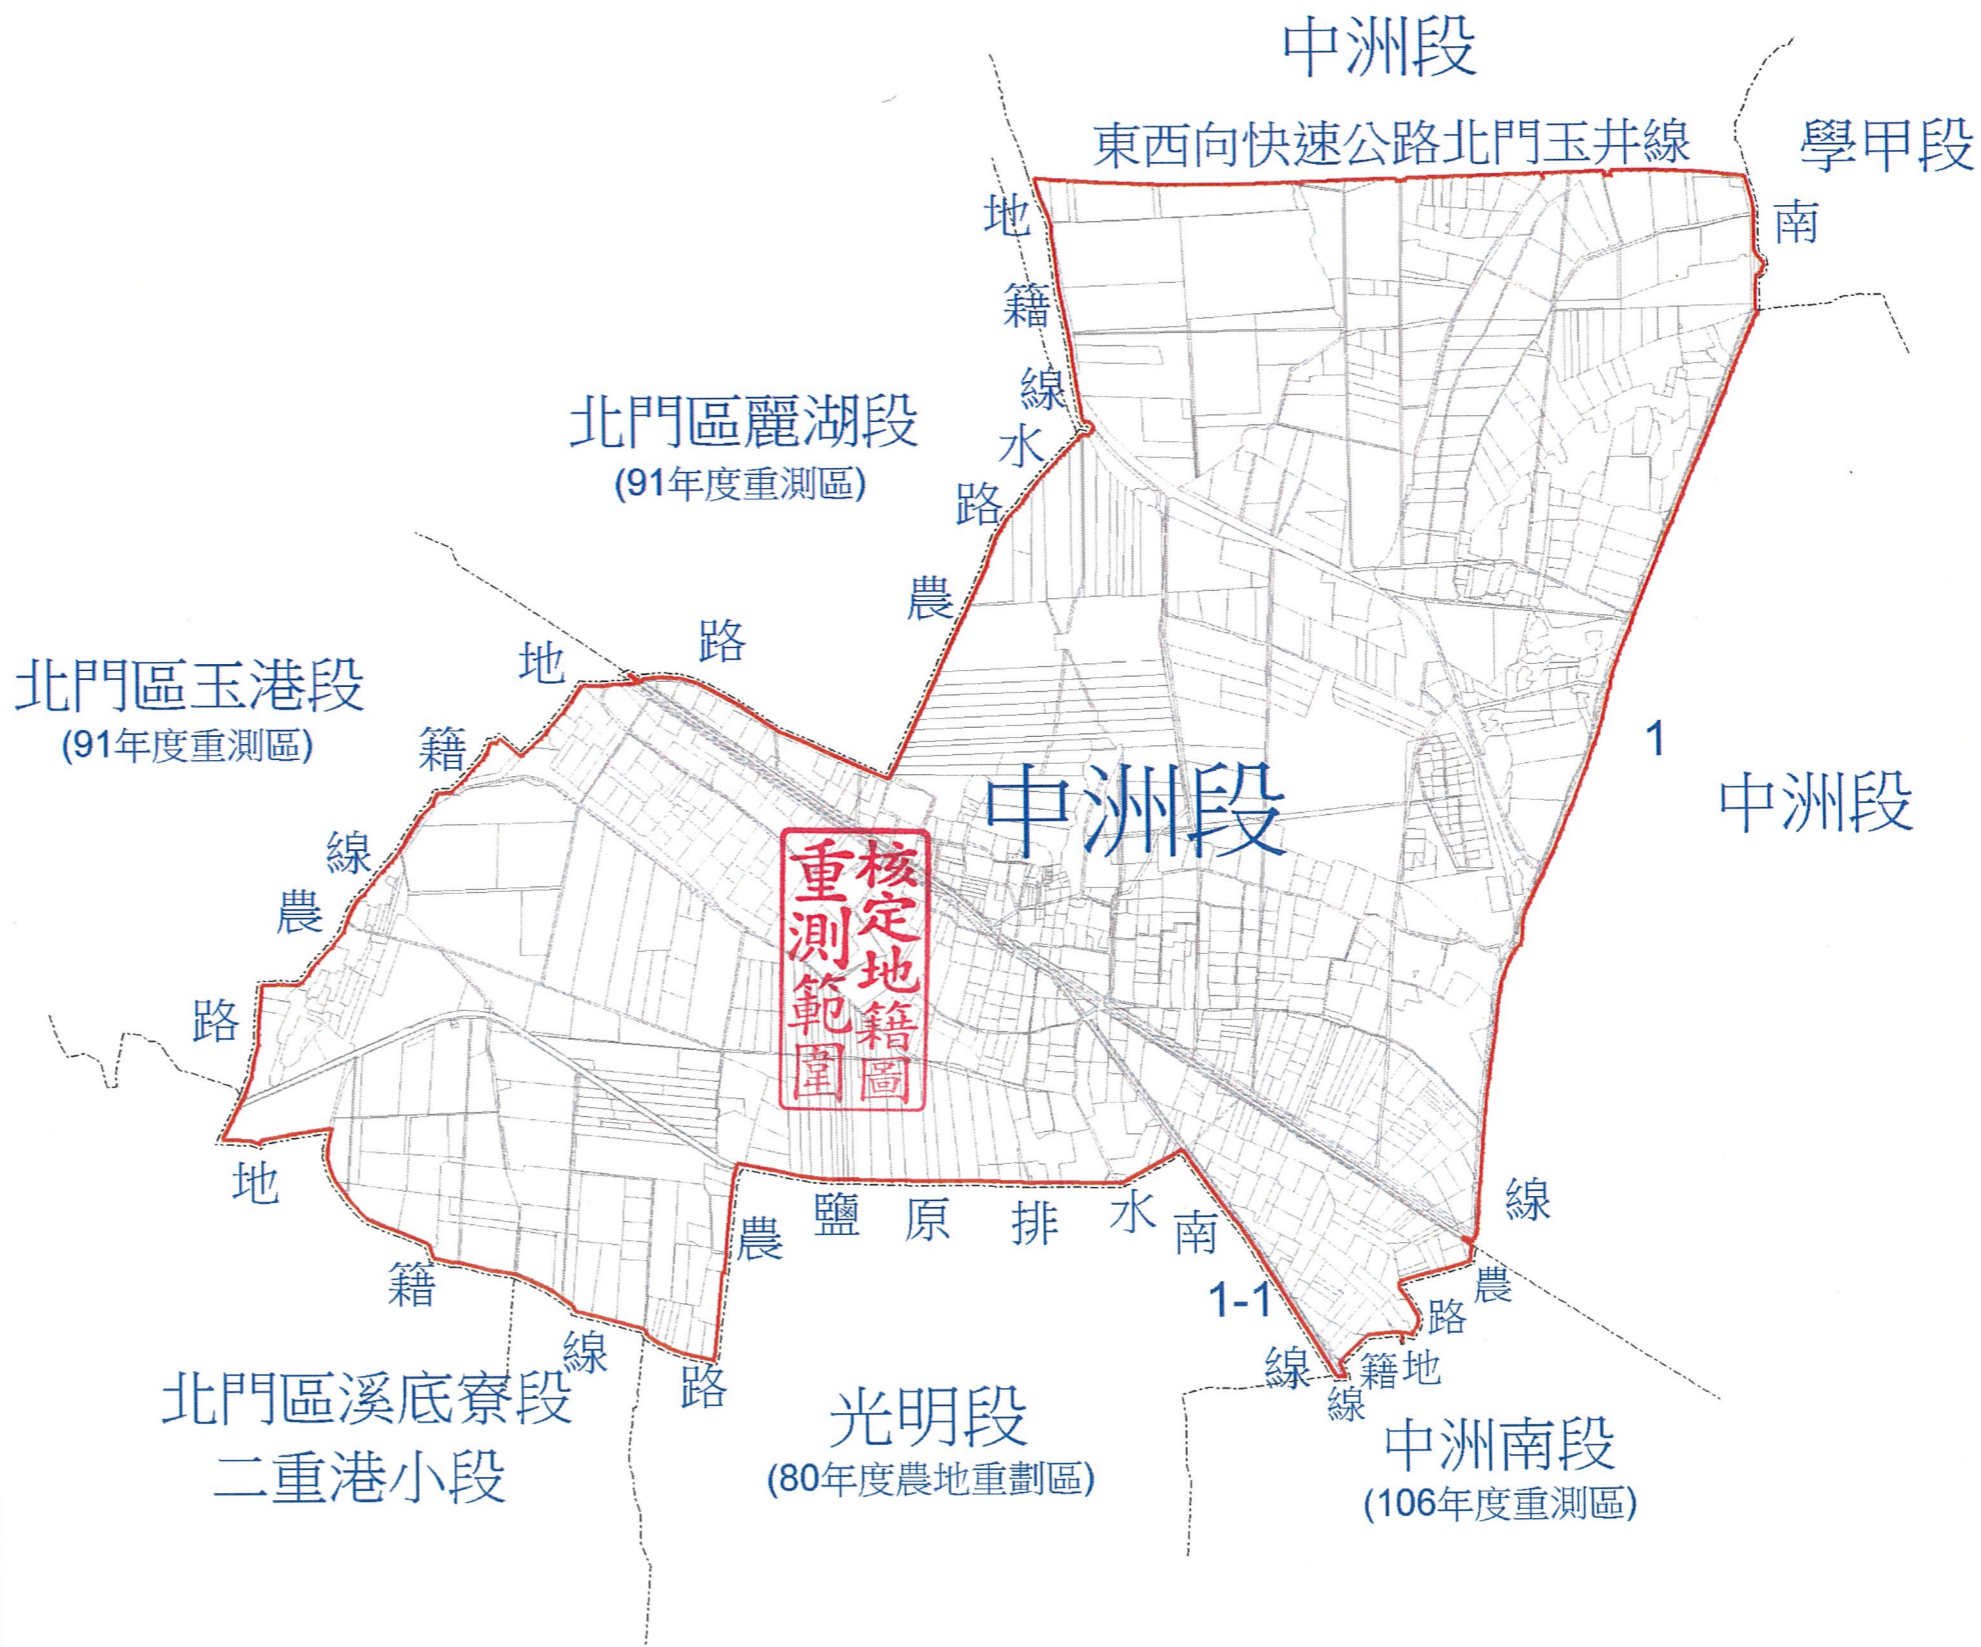 中洲段
東西向快速公路北門玉井線
學甲段
地籍線
水路
農路
南1線
北門區麗湖段
(91年度重測區)
地籍線
農路
北門區玉港段
(91年度重測區)
中洲段
中洲段
核定地籍圖
重測範圍
地籍線
農路
鹽原排水
南1-1線
農路
地籍線
北門區溪底寮段
二重港小段
光明段
(80年度農地重劃區)
中洲南段
(106年度重測區)